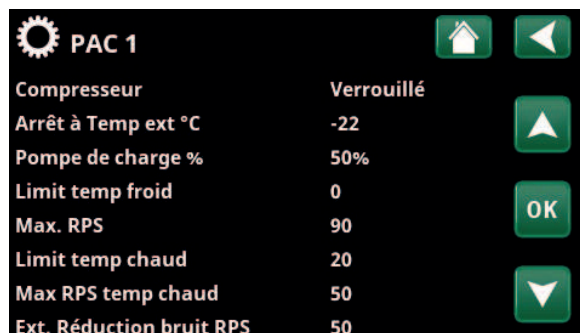 PAC 1
Compresseur Verrouillé
Arrêt à Temp ext °C -22
Pompe de charge % 50%
Limit temp froid 0
Max. RPS 90
OK
Limit temp chaud 20
Max RPS temp chaud 50
Ext. Réduction bruit RPS 50